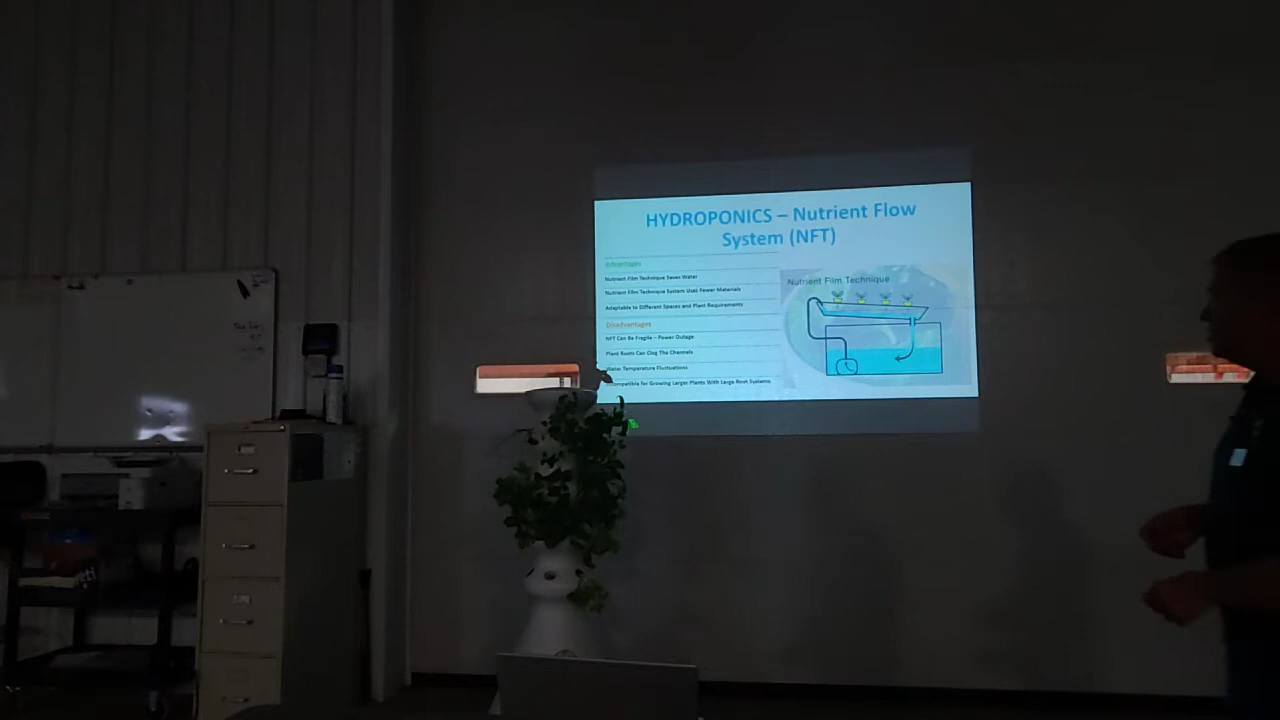 HYDROPONICS – Nutrient Flow
System (NFT)
Advantages
Nutrient Film Technique Saves Water
Nutrient Film Technique System Uses Fewer Materials
Adaptable to Different Spaces and Plant Requirements
Disadvantages
NFT Can Be Fragile – Power Outage
Plant Roots Can Clog The Channels
Water Temperature Fluctuations
Incompatible for Growing Larger Plants With Large Root Systems
Nutrient Film Technique